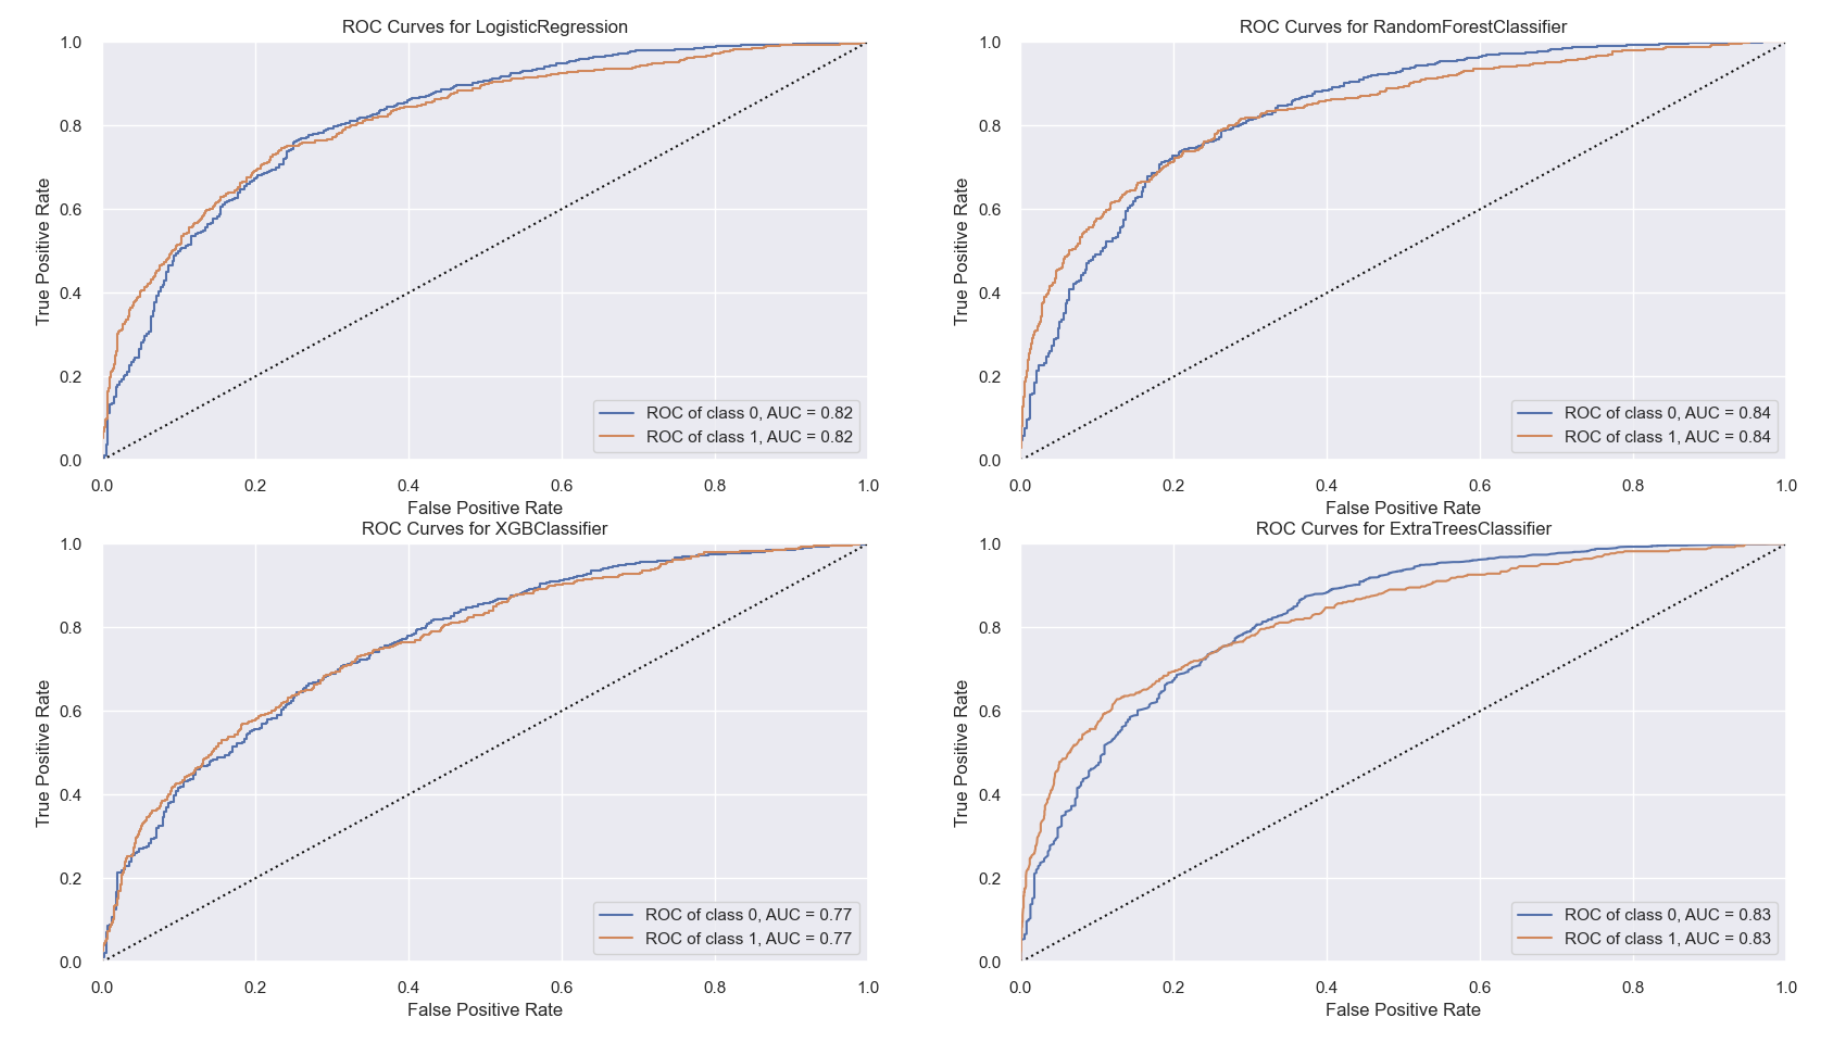 ROC Curves for LogisticRegression
1.0
0.8
0.6
0.4
0.2
0.0
True Positive Rate
ROC of class 0, AUC = 0.82
ROC of class 1, AUC = 0.82
0.0 0.2 0.4 0.6 0.8 1.0
False Positive Rate
ROC Curves for RandomForestClassifier
1.0
0.8
0.6
0.4
0.2
0.0
True Positive Rate
ROC of class 0, AUC = 0.84
ROC of class 1, AUC = 0.84
0.0 0.2 0.4 0.6 0.8 1.0
False Positive Rate
ROC Curves for XGBClassifier
1.0
0.8
0.6
0.4
0.2
0.0
True Positive Rate
ROC of class 0, AUC = 0.77
ROC of class 1, AUC = 0.77
0.0 0.2 0.4 0.6 0.8 1.0
False Positive Rate
ROC Curves for ExtraTreesClassifier
1.0
0.8
0.6
0.4
0.2
0.0
True Positive Rate
ROC of class 0, AUC = 0.83
ROC of class 1, AUC = 0.83
0.0 0.2 0.4 0.6 0.8 1.0
False Positive Rate